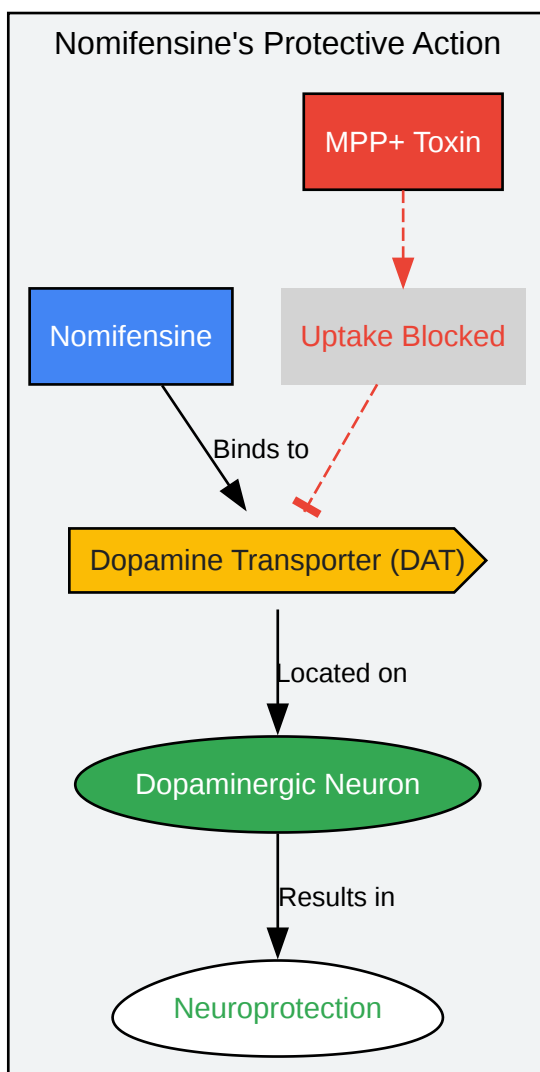 Nomifensine's Protective Action
MPP+ Toxin
Nomifensine
Uptake Blocked
Binds to
Dopamine Transporter (DAT)
Located on
Dopaminergic Neuron
Results in
Neuroprotection